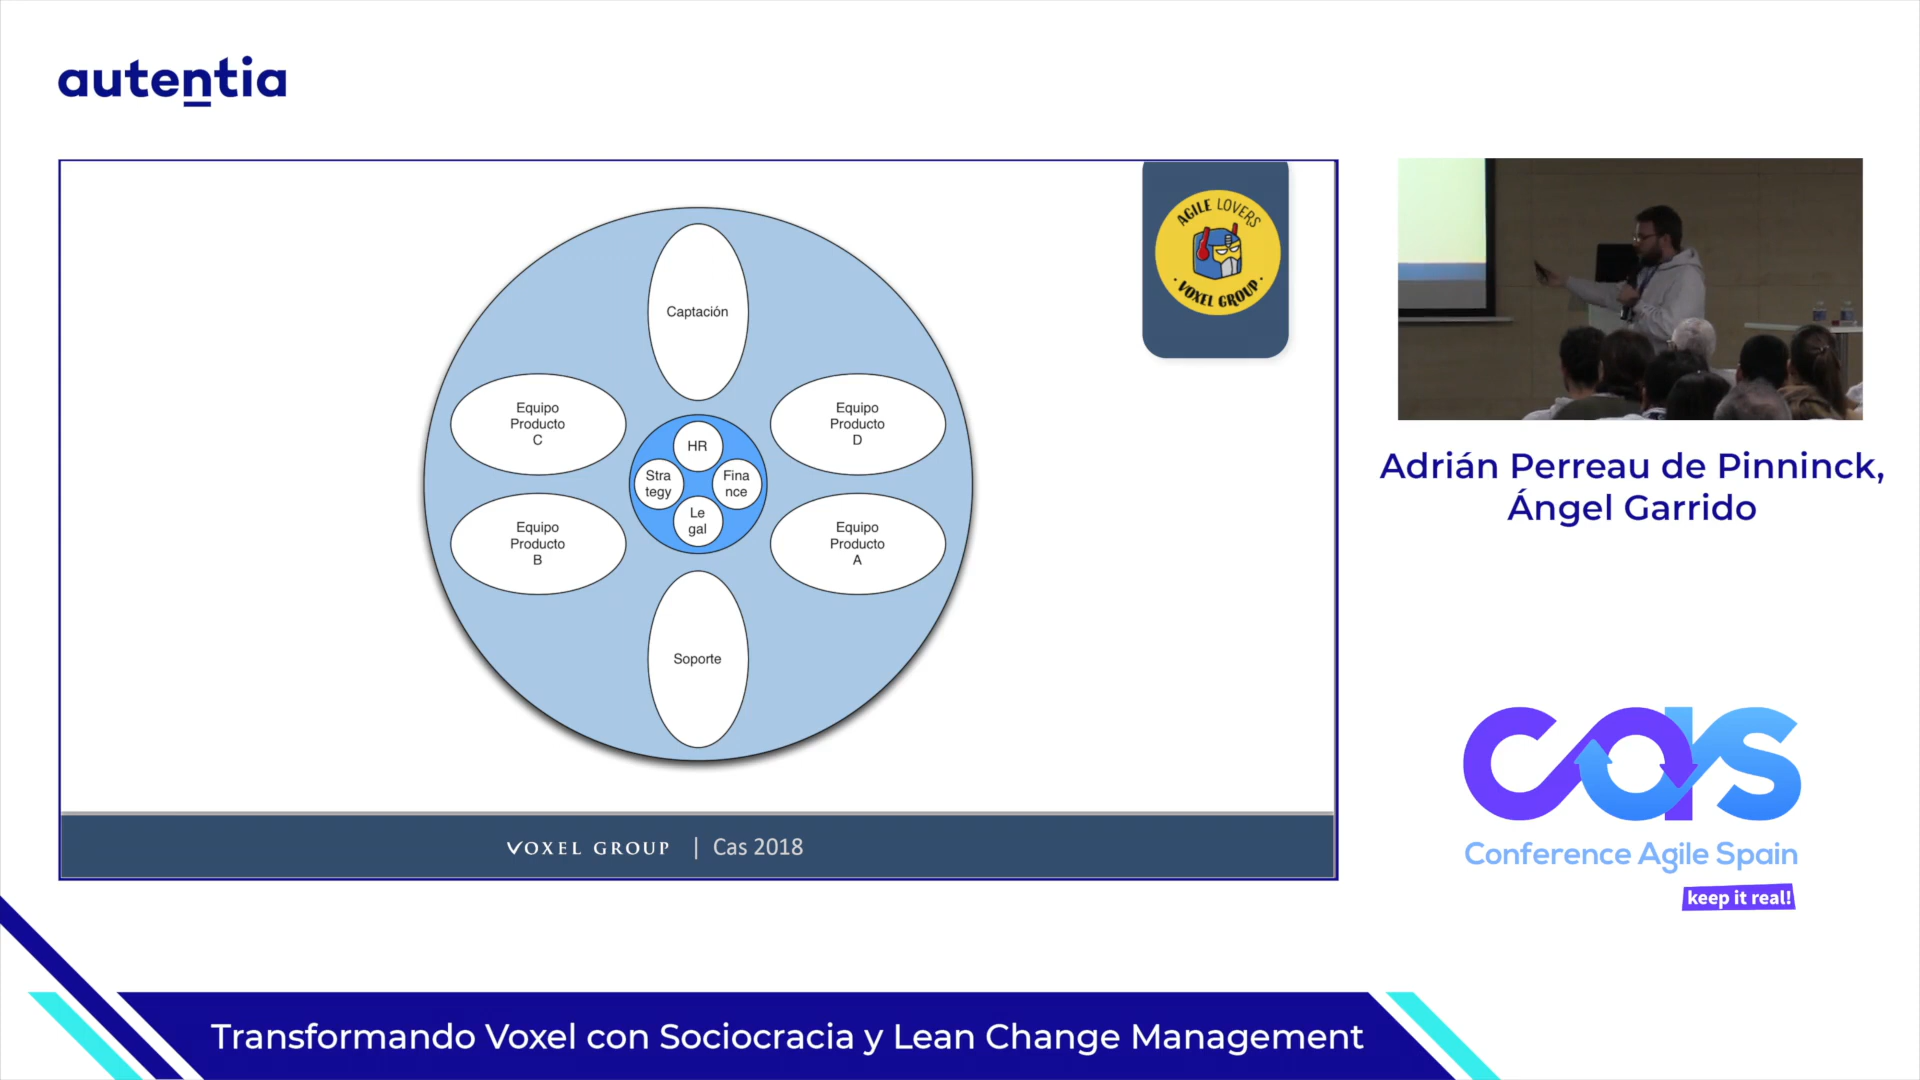 autentia
AGILE LOVERS
· VOXEL GROUP ·
Captación
Equipo
Producto
C
Equipo
Producto
D
HR
Stra
tegy
Fina
nce
Le
gal
Equipo
Producto
B
Equipo
Producto
A
Soporte
VOXEL GROUP | Cas 2018
Adrián Perreau de Pinninck,
Ángel Garrido
cas
Conference Agile Spain
keep it real!
Transformando Voxel con Sociocracia y Lean Change Management